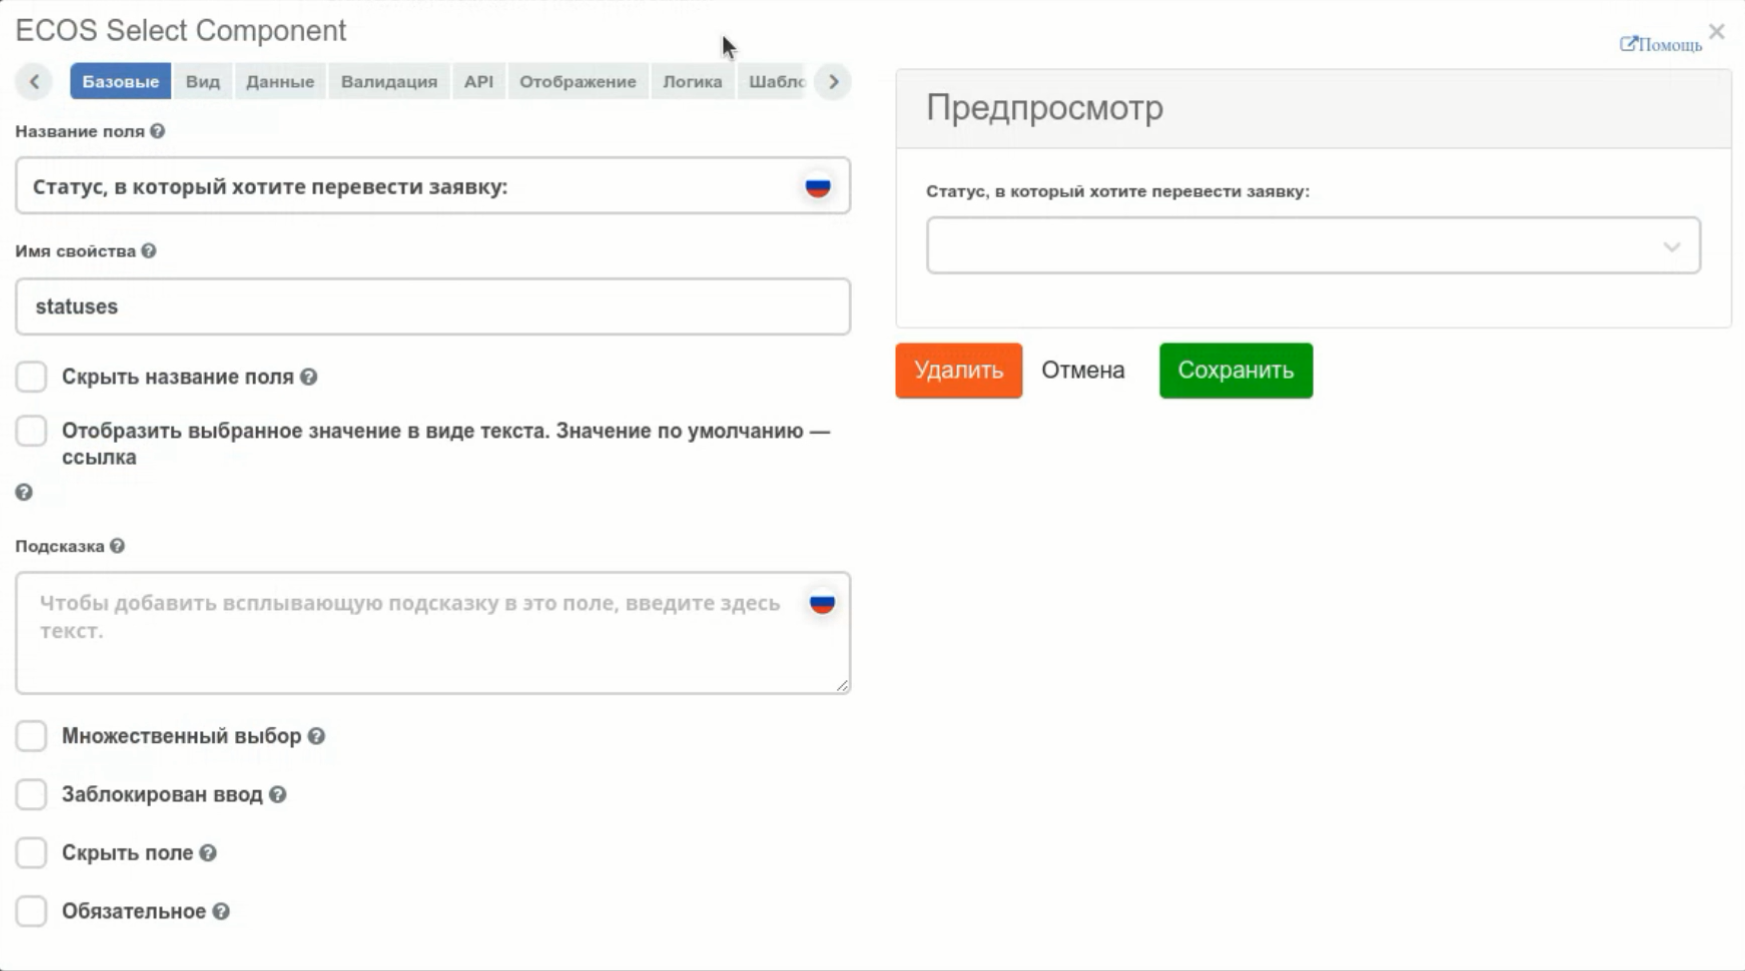 ECOS Select Component
Помощь
Базовые Вид Данные Валидация API Отображение Логика Шабло
Название поля
Статус, в который хотите перевести заявку:
Имя свойства
statuses
Скрыть название поля
Отобразить выбранное значение в виде текста. Значение по умолчанию —
ссылка
Подсказка
Чтобы добавить всплывающую подсказку в это поле, введите здесь
текст.
Множественный выбор
Заблокирован ввод
Скрыть поле
Обязательное
Предпросмотр
Статус, в который хотите перевести заявку:
Удалить Отмена Сохранить